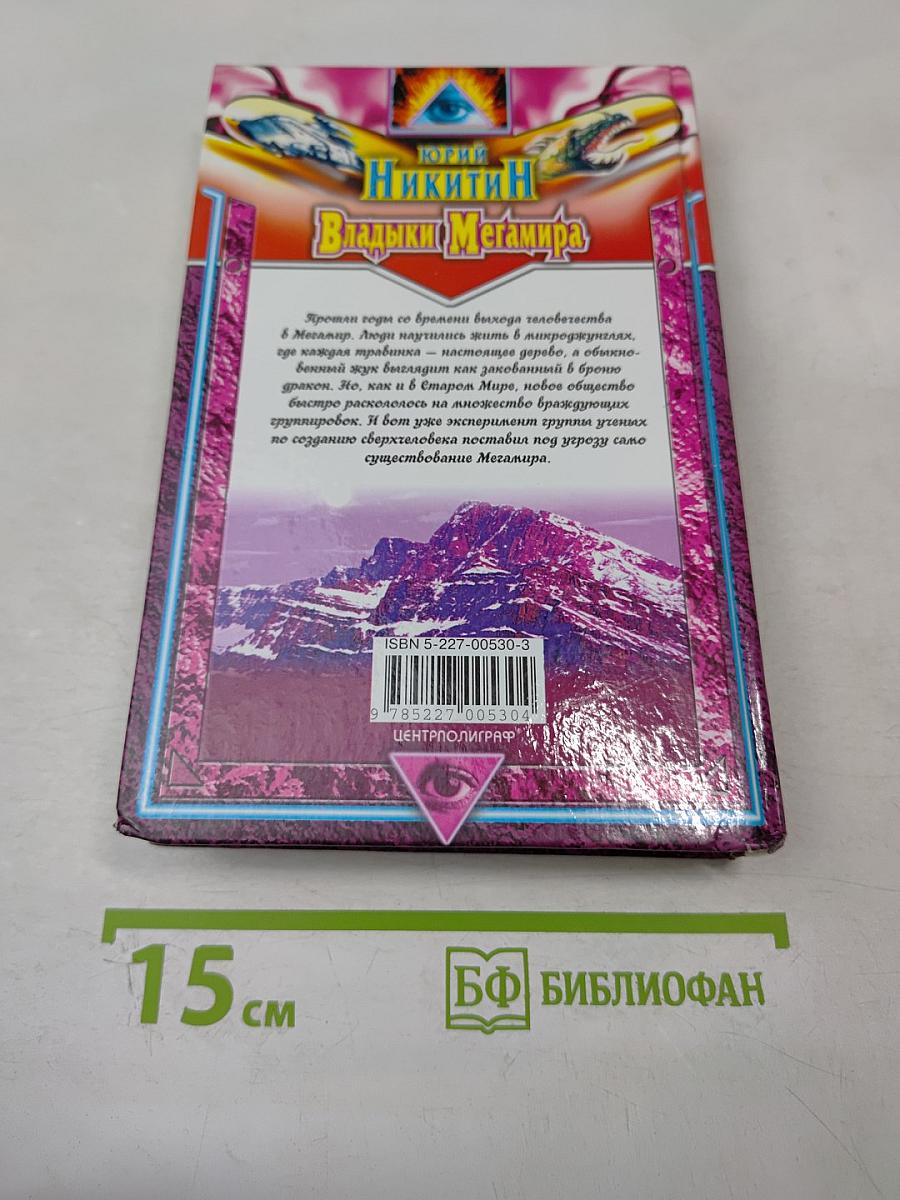 ЮРИЙ
НИКИТИН
Владыки Мегамира
Прошли годы со времени выхода человечества
в Мегамир. Люди научились жить в микроджунглях,
где каждая травинка — настоящее дерево, а обыкно-
венный жук выглядит как закованный в броню
дракон. Но, как и в Старом Мире, новое общество
быстро раскололось на множество враждующих
группировок. И вот уже эксперимент группы ученых
по созданию сверхчеловека поставил под угрозу само
существование Мегамира.
ISBN 5-227-00530-3
9 785227 005304
ЦЕНТРПОЛИГРАФ
15 см
БФ БИБЛИОФАН